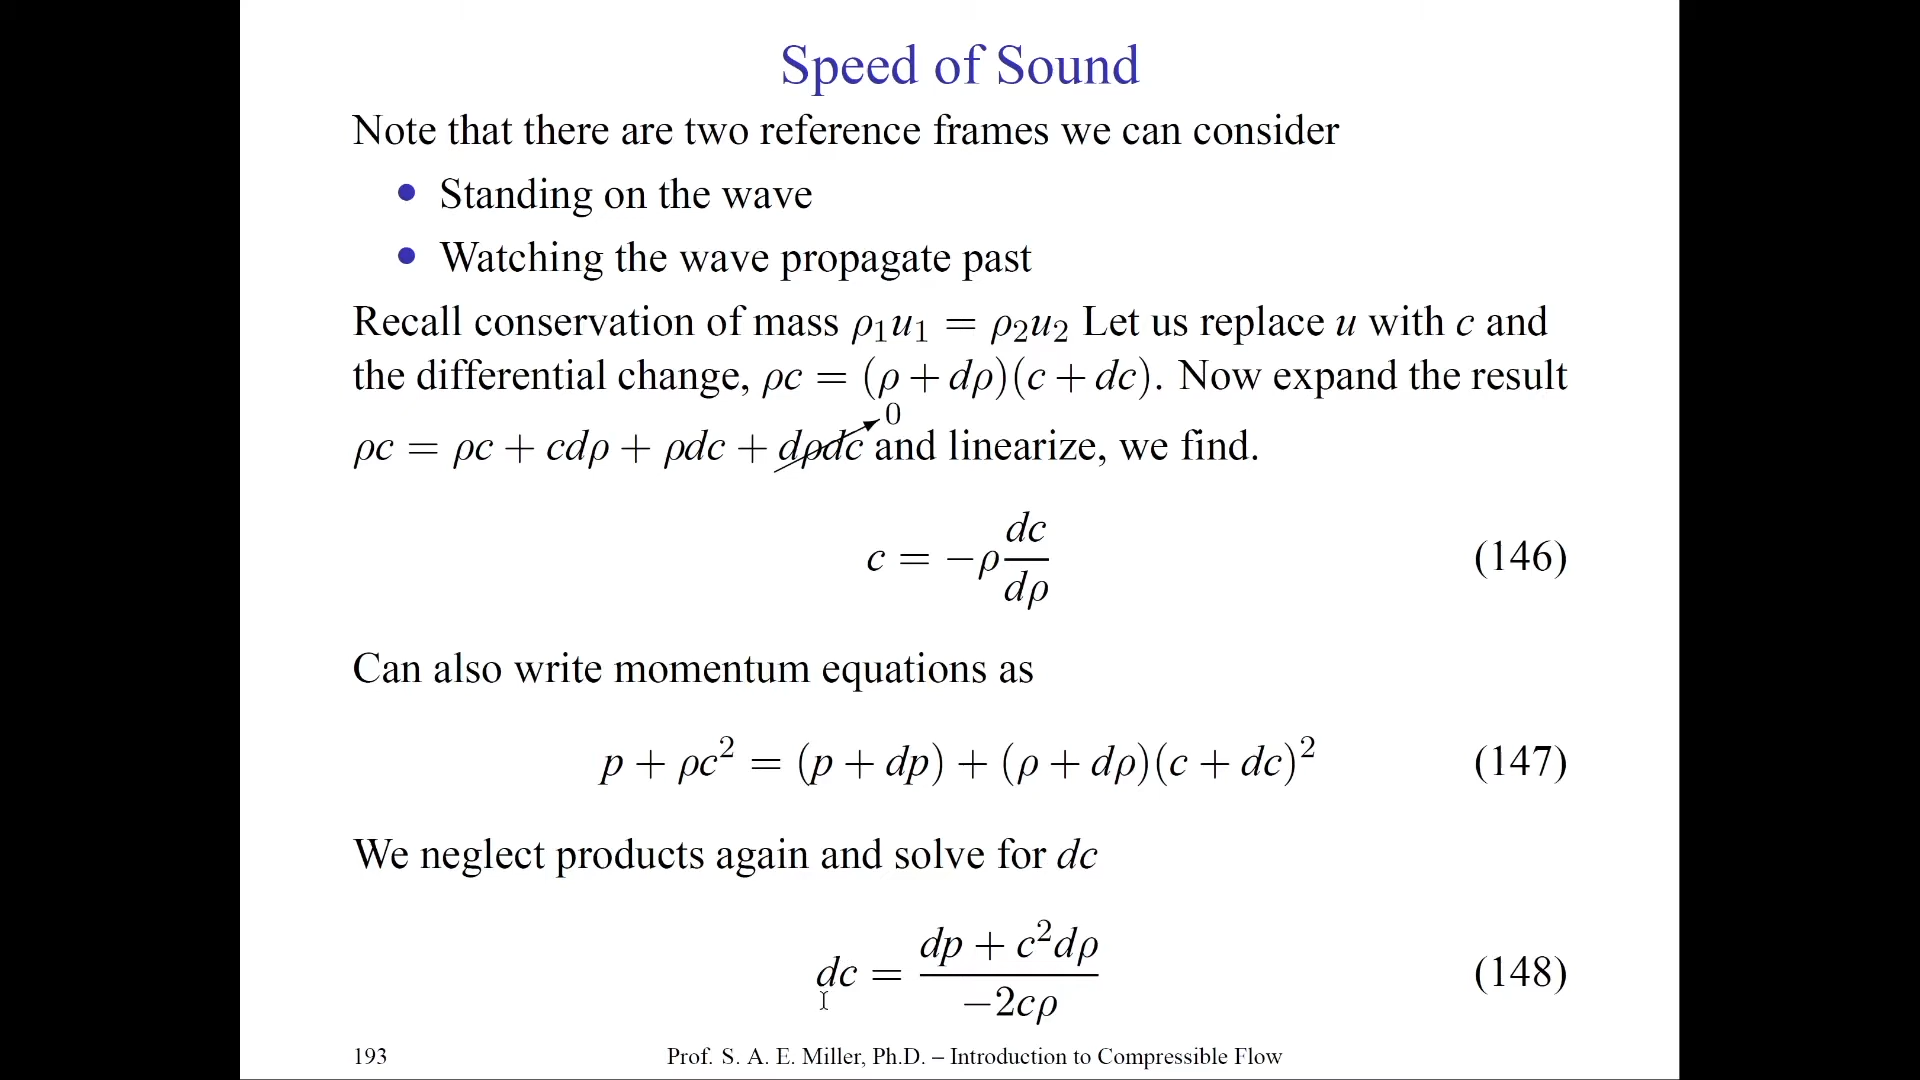 Speed of Sound
Note that there are two reference frames we can consider
• Standing on the wave
• Watching the wave propagate past
Recall conservation of mass ρ₁u₁ = ρ₂u₂ Let us replace u with c and
the differential change, ρc = (ρ + dρ)(c + dc). Now expand the result
ρc = ρc + cdρ + ρdc + dρdc 0 and linearize, we find.
c = −ρ dc/dρ (146)
Can also write momentum equations as
p + ρc² = (p + dp) + (ρ + dρ)(c + dc)² (147)
We neglect products again and solve for dc
dc = (dp + c²dρ)/(−2cρ) (148)
193 Prof. S. A. E. Miller, Ph.D. – Introduction to Compressible Flow